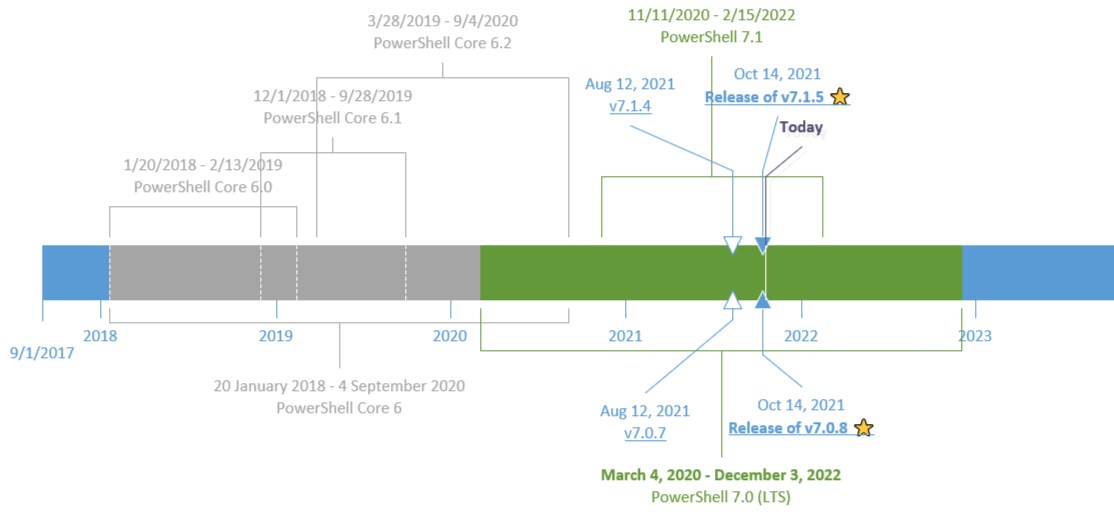 3/28/2019 - 9/4/2020
PowerShell Core 6.2
11/11/2020 - 2/15/2022
PowerShell 7.1
12/1/2018 - 9/28/2019
PowerShell Core 6.1
Aug 12, 2021
v7.1.4
Oct 14, 2021
Release of v7.1.5
Today
1/20/2018 - 2/13/2019
PowerShell Core 6.0
9/1/2017
2018
2019
2020
2021
2022
2023
20 January 2018 - 4 September 2020
PowerShell Core 6
Aug 12, 2021
v7.0.7
Oct 14, 2021
Release of v7.0.8
March 4, 2020 - December 3, 2022
PowerShell 7.0 (LTS)